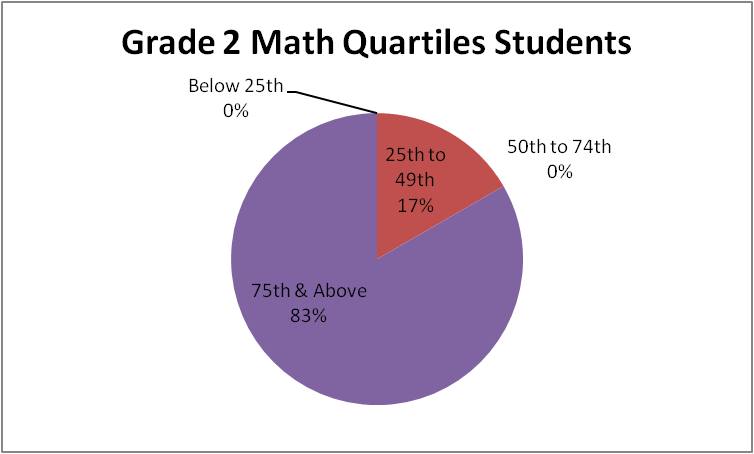 Grade 2 Math Quartiles Students
Below 25th
0%
25th to
49th
17%
50th to 74th
0%
75th & Above
83%